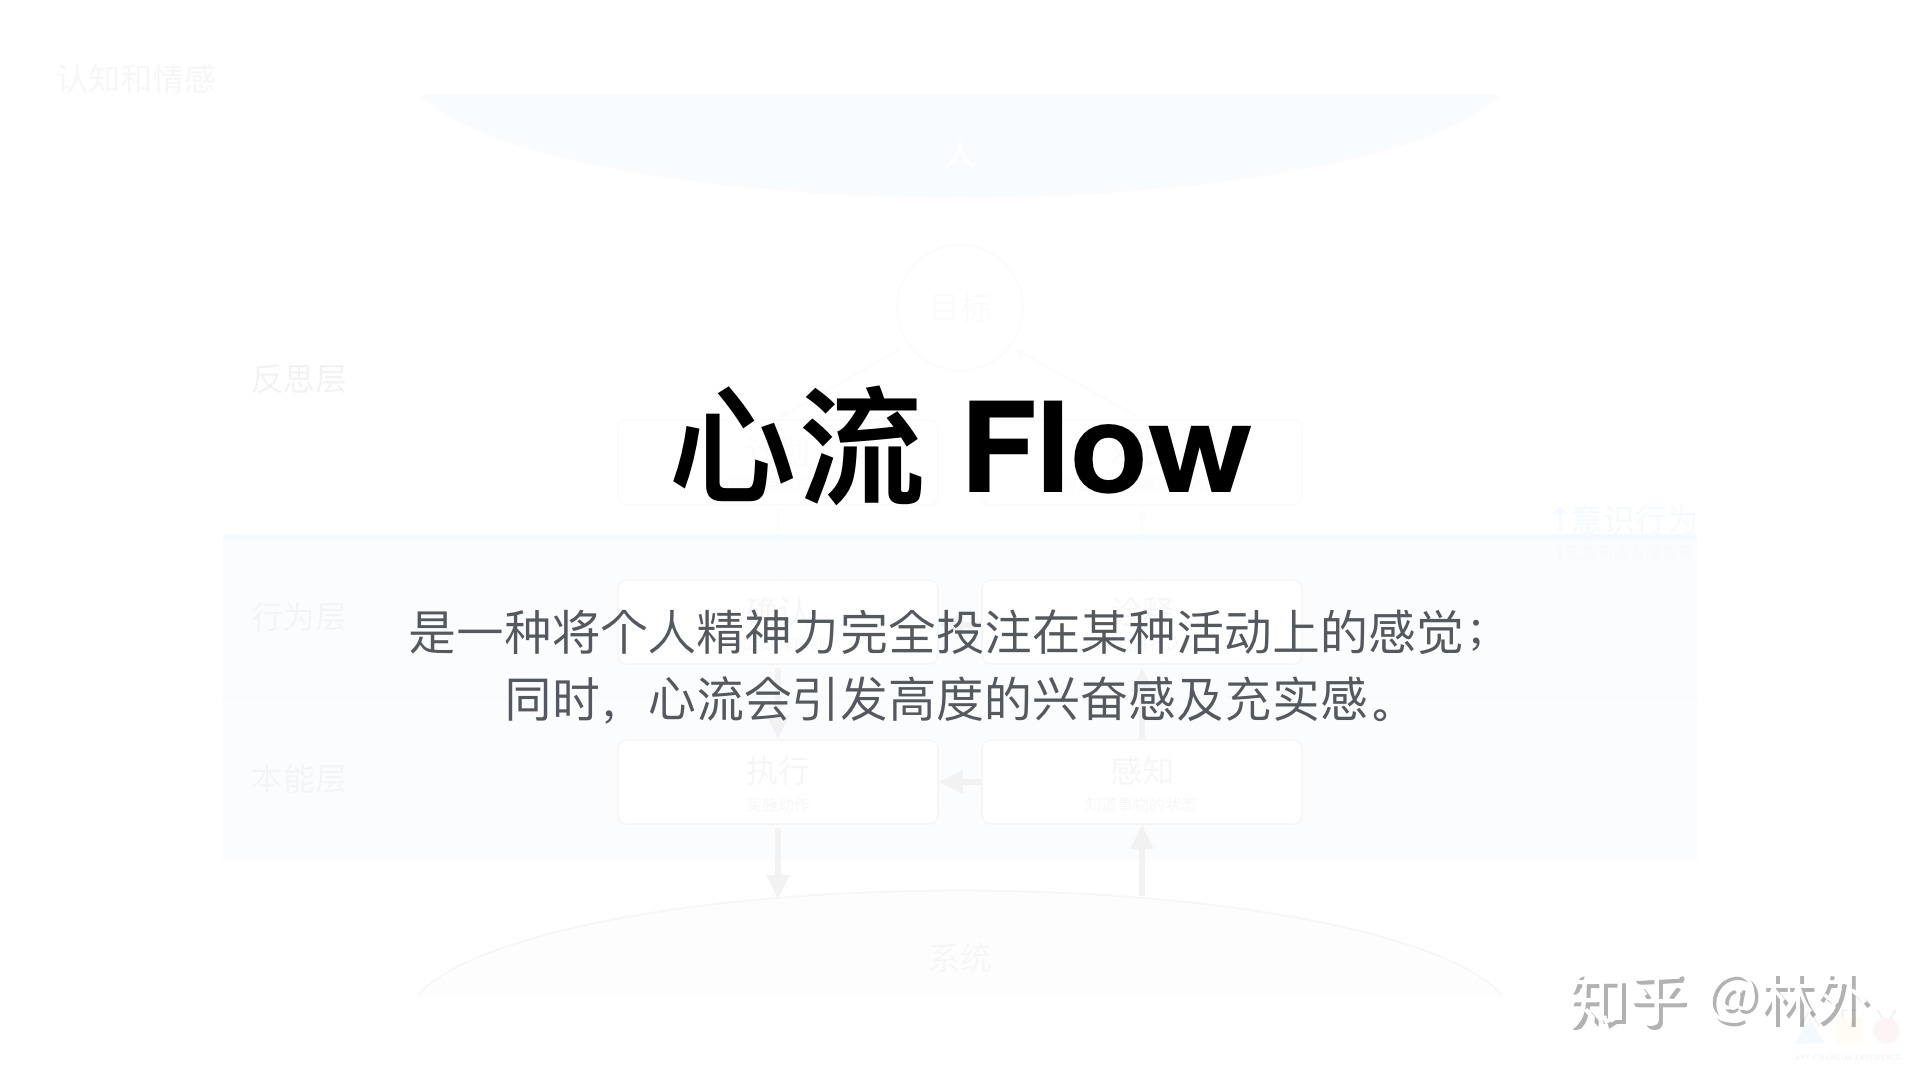 认知和情感
人
目标
反思层
心流 Flow
↑意识行为
行为层
确认
诠释
是一种将个人精神力完全投注在某种活动上的感觉；
同时，心流会引发高度的兴奋感及充实感。
本能层
执行
实施动作
感知
知道事物的状态
系统
知乎 @林外